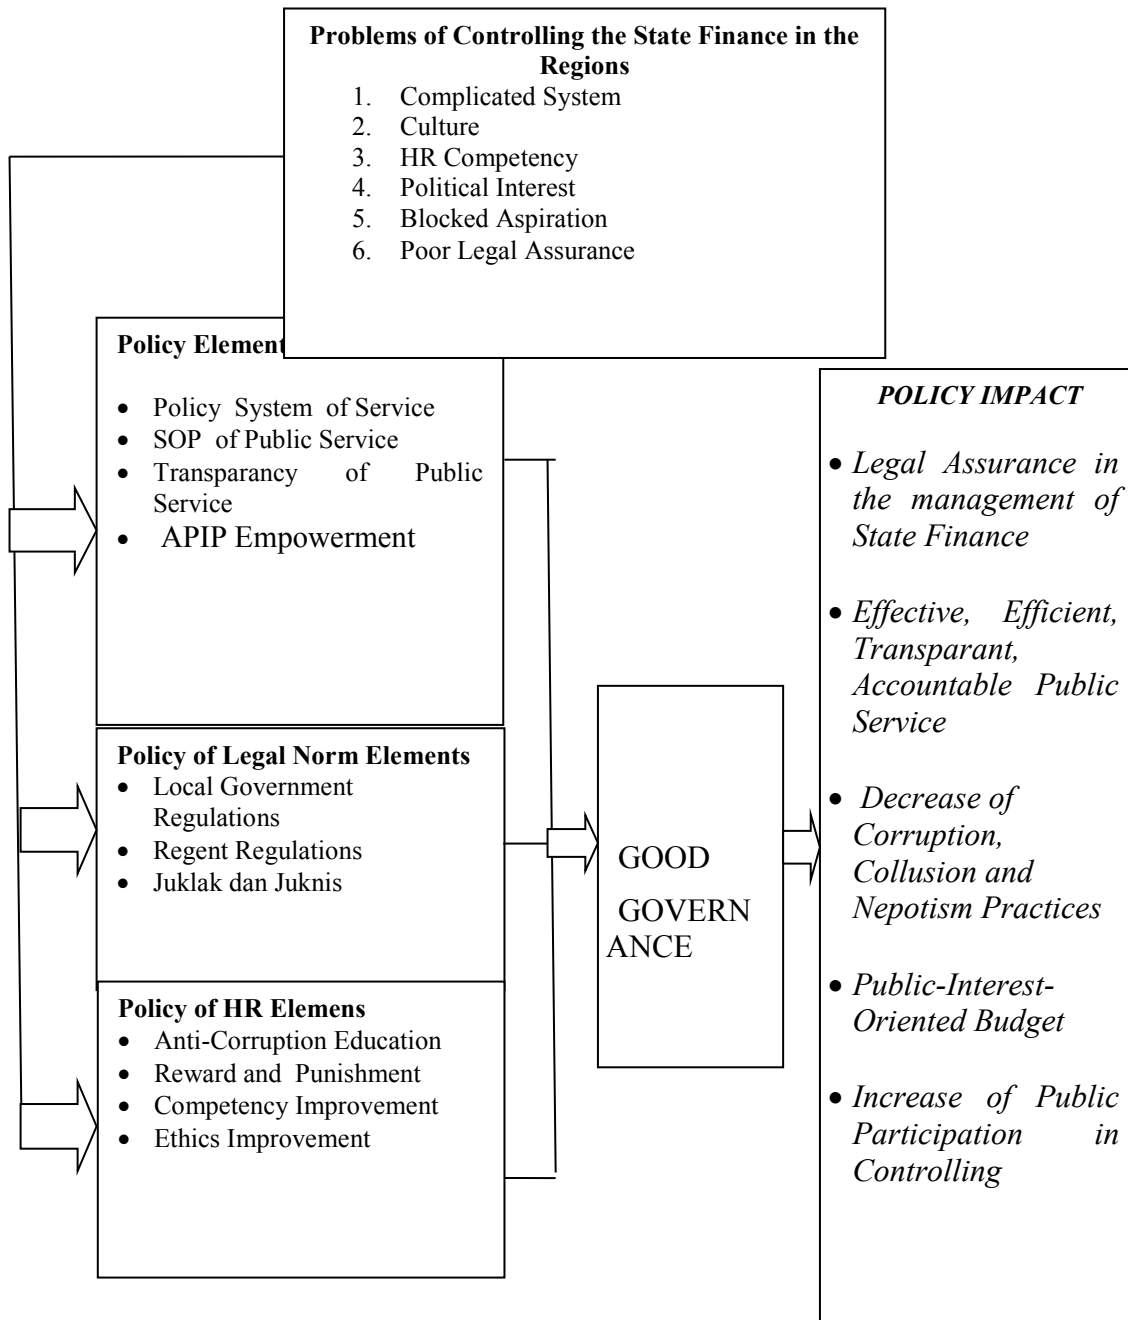 Problems of Controlling the State Finance in the
Regions
1. Complicated System
2. Culture
3. HR Competency
4. Political Interest
5. Blocked Aspiration
6. Poor Legal Assurance
Policy Element
• Policy System of Service
• SOP of Public Service
• Transparancy of Public
Service
• APIP Empowerment
Policy of Legal Norm Elements
• Local Government
Regulations
• Regent Regulations
• Juklak dan Juknis
Policy of HR Elemens
• Anti-Corruption Education
• Reward and Punishment
• Competency Improvement
• Ethics Improvement
GOOD
GOVERN
ANCE
POLICY IMPACT
• Legal Assurance in
the management of
State Finance
• Effective, Efficient,
Transparant,
Accountable Public
Service
• Decrease of
Corruption,
Collusion and
Nepotism Practices
• Public-Interest-
Oriented Budget
• Increase of Public
Participation in
Controlling